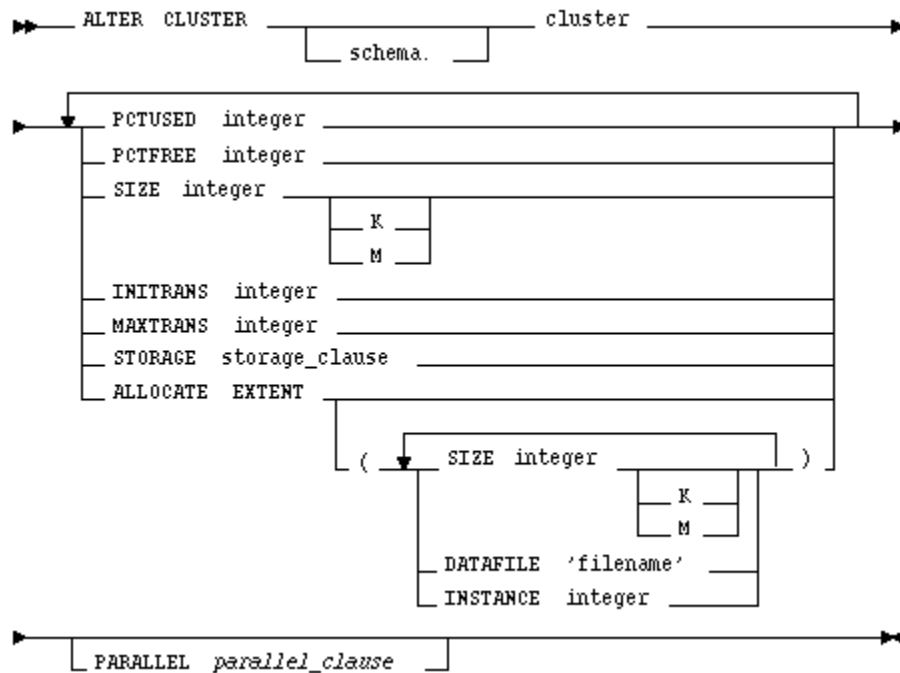 ALTER CLUSTER cluster
schema.
PCTUSED integer
PCTFREE integer
SIZE integer
K
M
INITRANS integer
MAXTRANS integer
STORAGE storage_clause
ALLOCATE EXTENT
( SIZE integer )
K
M
DATAFILE 'filename'
INSTANCE integer
PARALLEL parallel_clause